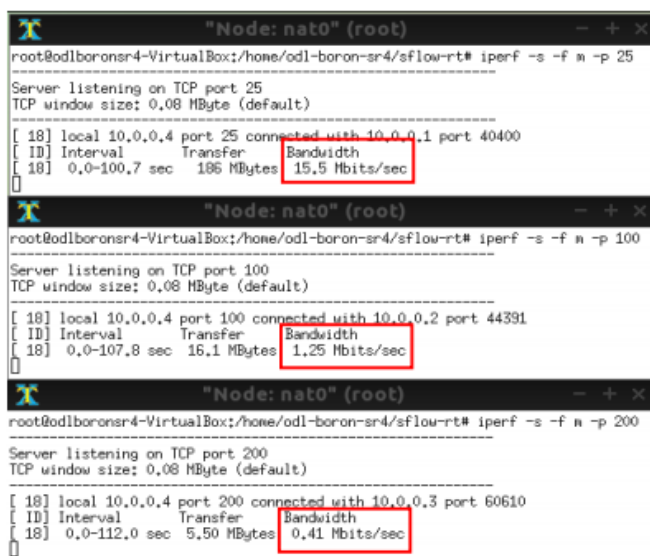 "Node: nat0" (root)
root@odlboronsr4-VirtualBox:/home/odl-boron-sr4/sflow-rt# iperf -s -f m -p 25
------------------------------------------------------------
Server listening on TCP port 25
TCP window size: 0.08 MByte (default)
------------------------------------------------------------
[ 18] local 10.0.0.4 port 25 connected with 10.0.0.1 port 40400
[ ID] Interval Transfer Bandwidth
[ 18] 0.0-100.7 sec 186 MBytes 15.5 Mbits/sec
"Node: nat0" (root)
root@odlboronsr4-VirtualBox:/home/odl-boron-sr4/sflow-rt# iperf -s -f m -p 100
------------------------------------------------------------
Server listening on TCP port 100
TCP window size: 0.08 MByte (default)
------------------------------------------------------------
[ 18] local 10.0.0.4 port 100 connected with 10.0.0.2 port 44391
[ ID] Interval Transfer Bandwidth
[ 18] 0.0-107.8 sec 16.1 MBytes 1.25 Mbits/sec
"Node: nat0" (root)
root@odlboronsr4-VirtualBox:/home/odl-boron-sr4/sflow-rt# iperf -s -f m -p 200
------------------------------------------------------------
Server listening on TCP port 200
TCP window size: 0.08 MByte (default)
------------------------------------------------------------
[ 18] local 10.0.0.4 port 200 connected with 10.0.0.3 port 60610
[ ID] Interval Transfer Bandwidth
[ 18] 0.0-112.0 sec 5.50 MBytes 0.41 Mbits/sec